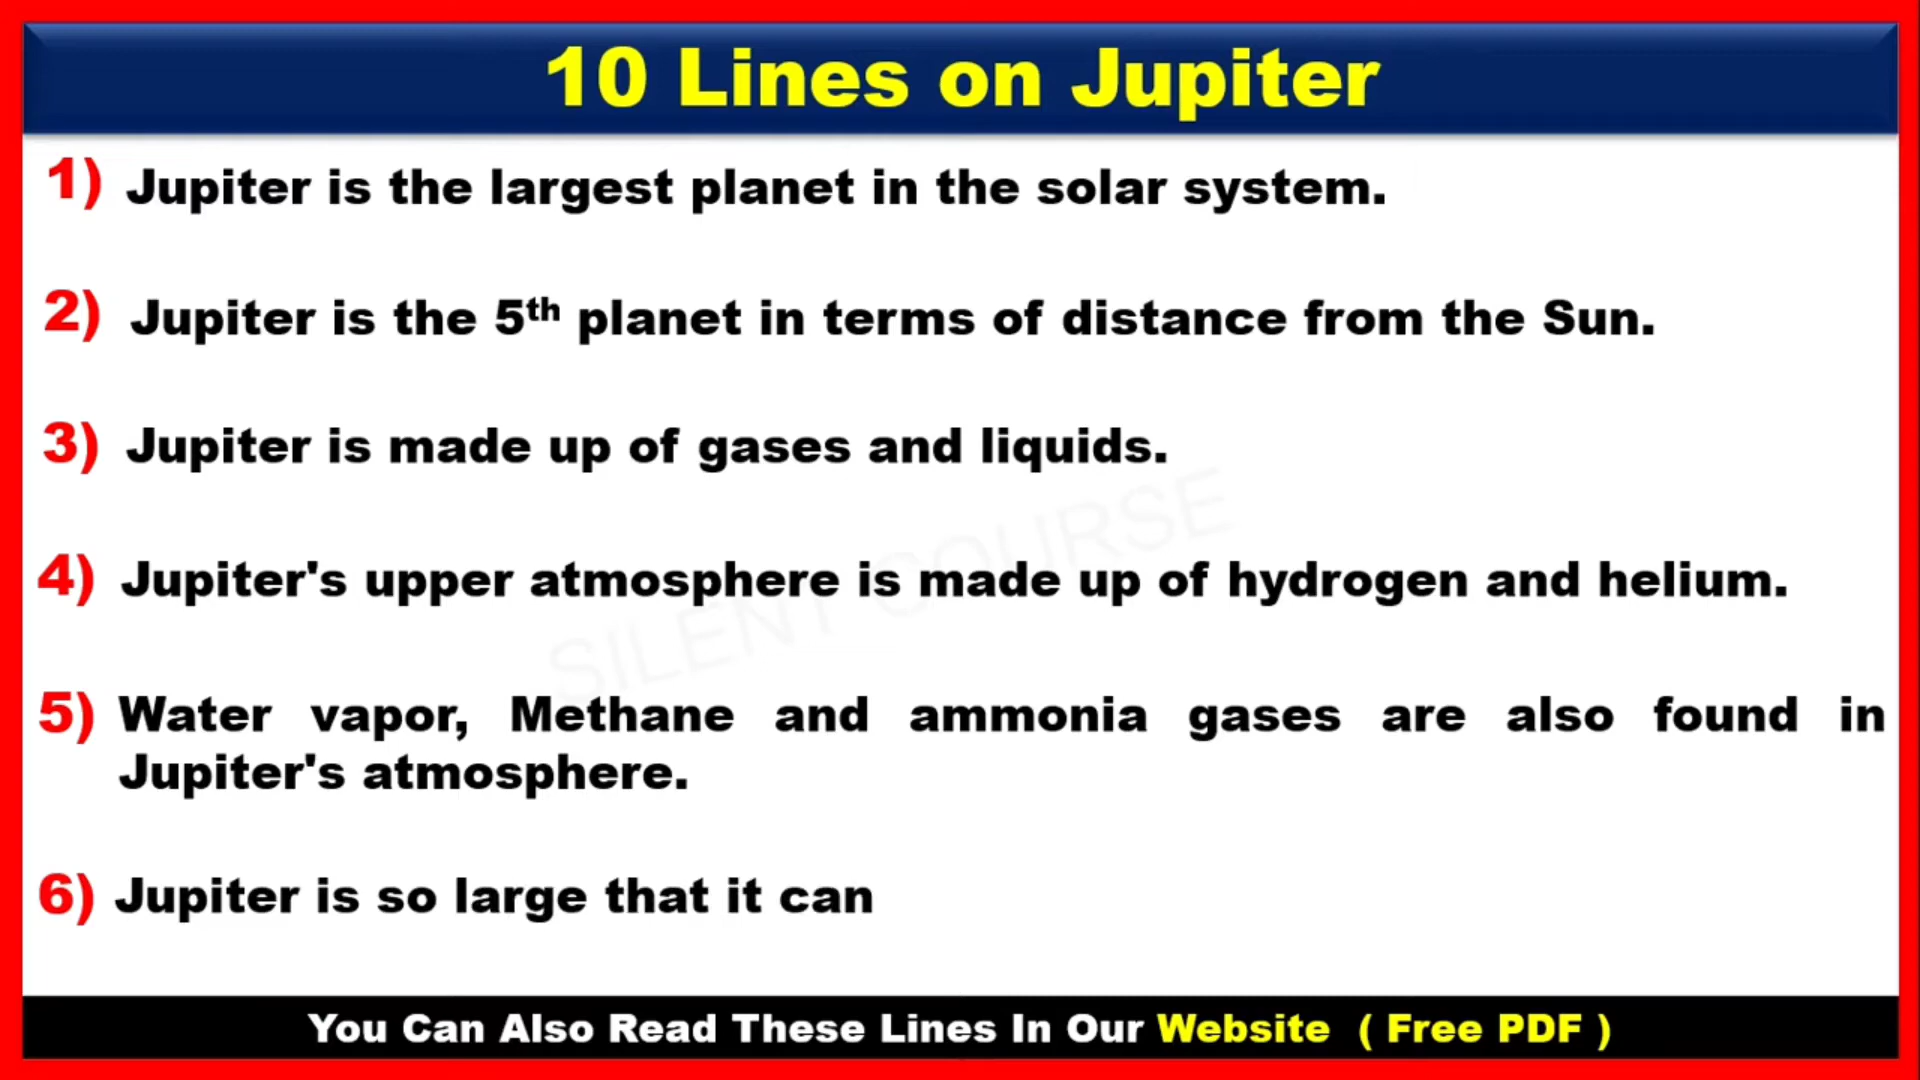 10 Lines on Jupiter
1) Jupiter is the largest planet in the solar system.
2) Jupiter is the 5th planet in terms of distance from the Sun.
3) Jupiter is made up of gases and liquids.
SILENT COURSE
4) Jupiter's upper atmosphere is made up of hydrogen and helium.
5) Water vapor, Methane and ammonia gases are also found in
Jupiter's atmosphere.
6) Jupiter is so large that it can
You Can Also Read These Lines In Our Website ( Free PDF )